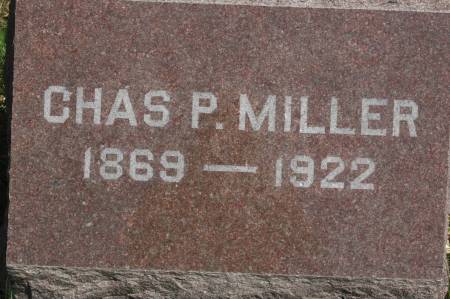 CHAS P. MILLER
1869 — 1922